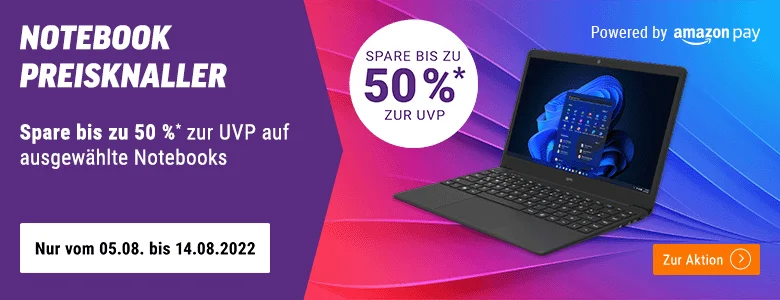 NOTEBOOK
PREISKNALLER
Spare bis zu 50 %* zur UVP auf
ausgewählte Notebooks
Nur vom 05.08. bis 14.08.2022
SPARE BIS ZU
50 %*
ZUR UVP
Powered by amazon pay
Zur Aktion